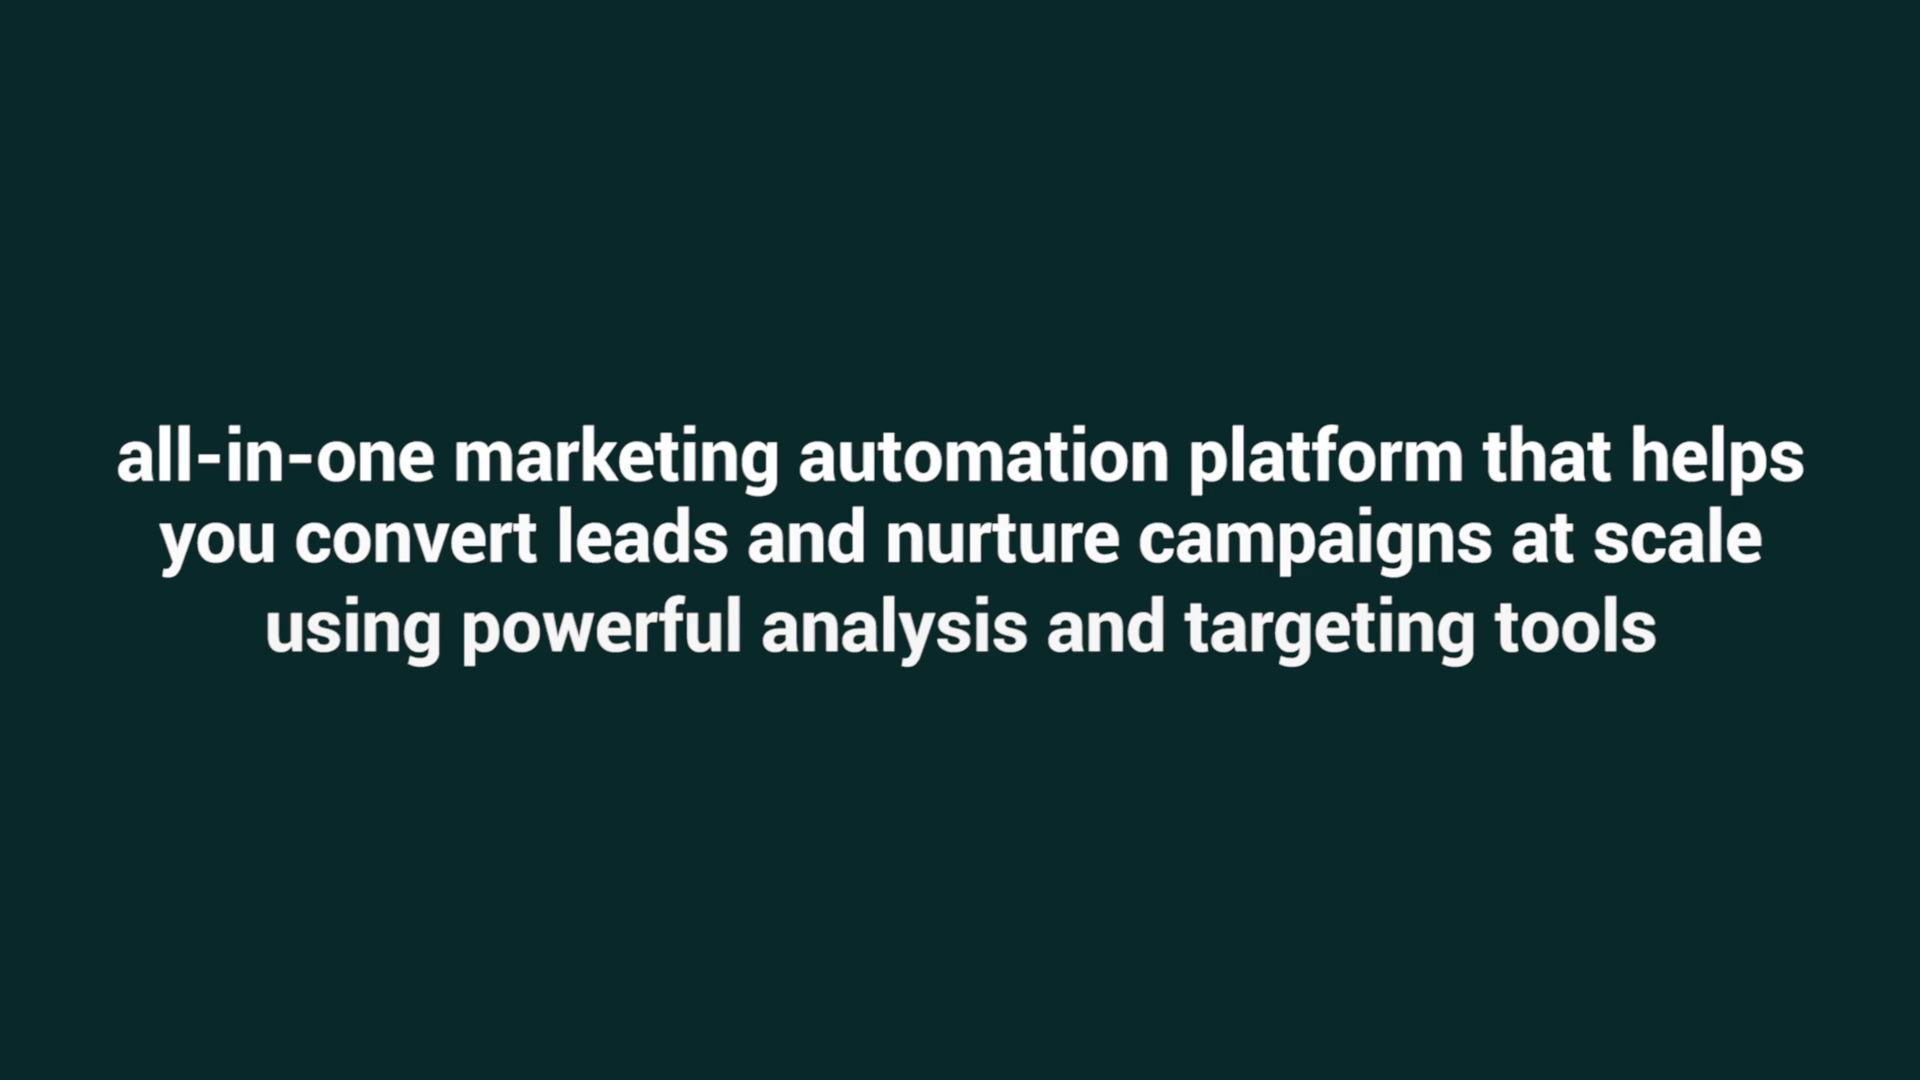 all-in-one marketing automation platform that helps
you convert leads and nurture campaigns at scale
using powerful analysis and targeting tools